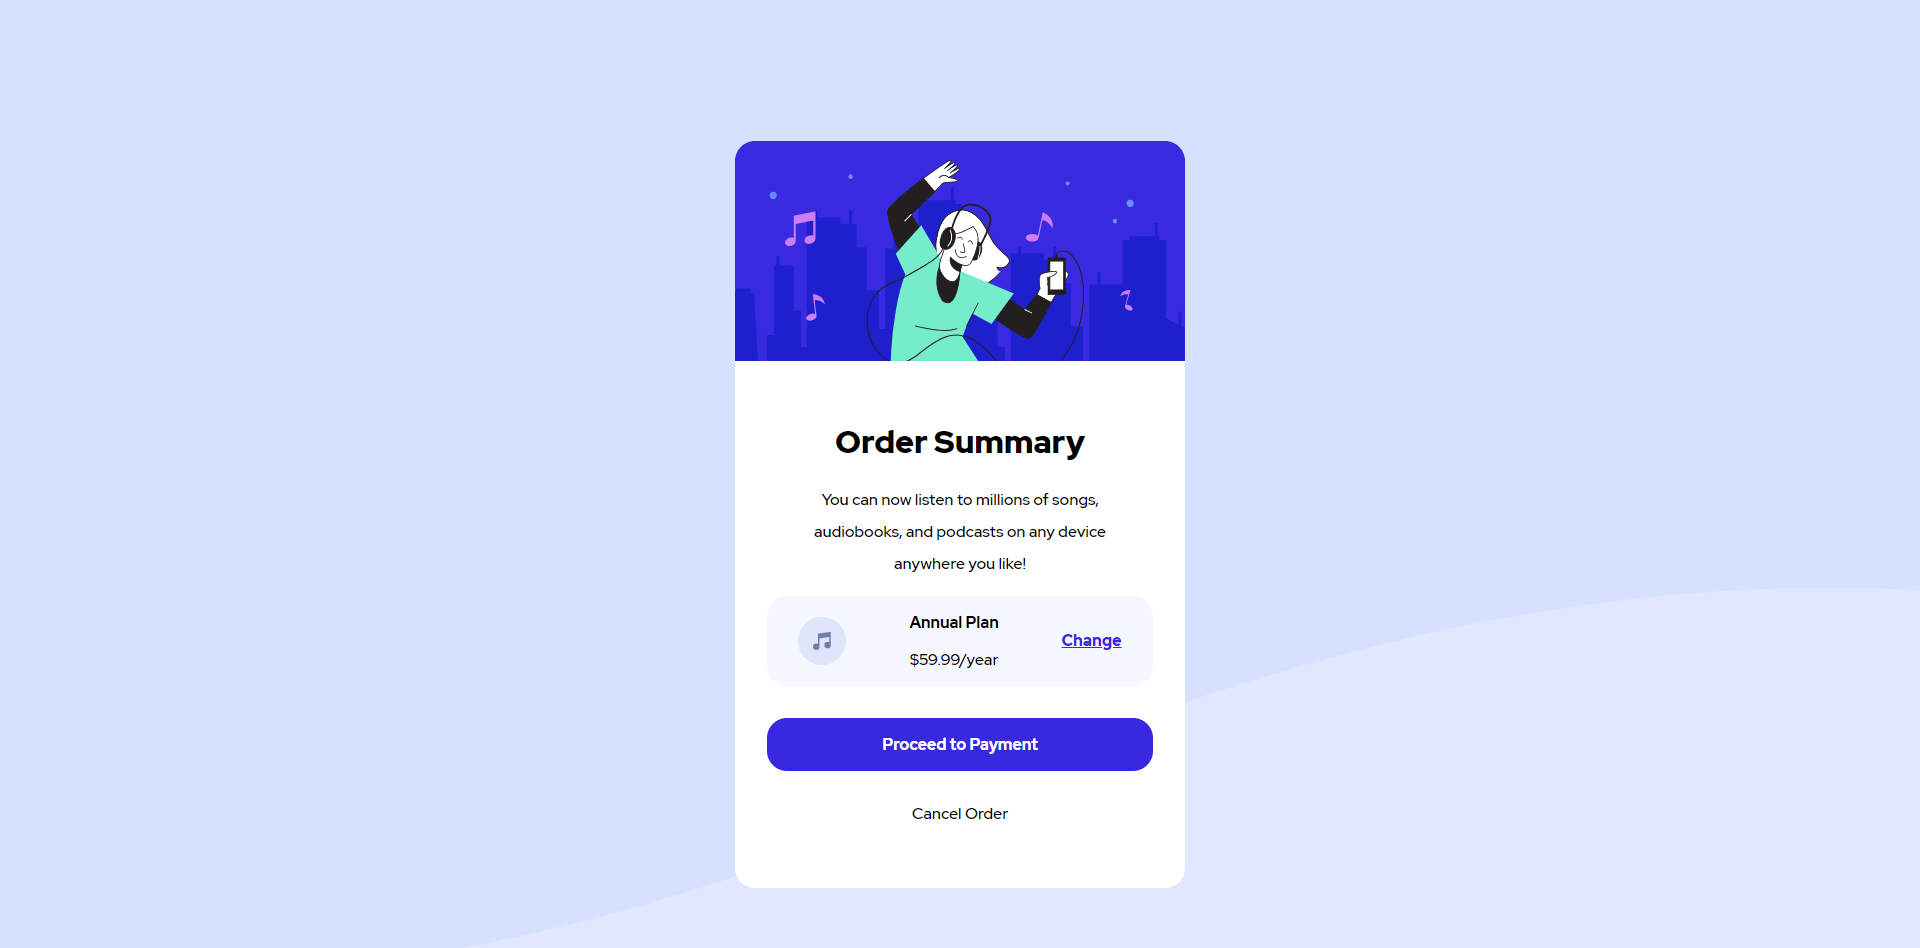 Order Summary
You can now listen to millions of songs,
audiobooks, and podcasts on any device
anywhere you like!
Annual Plan
$59.99/year
Change
Proceed to Payment
Cancel Order